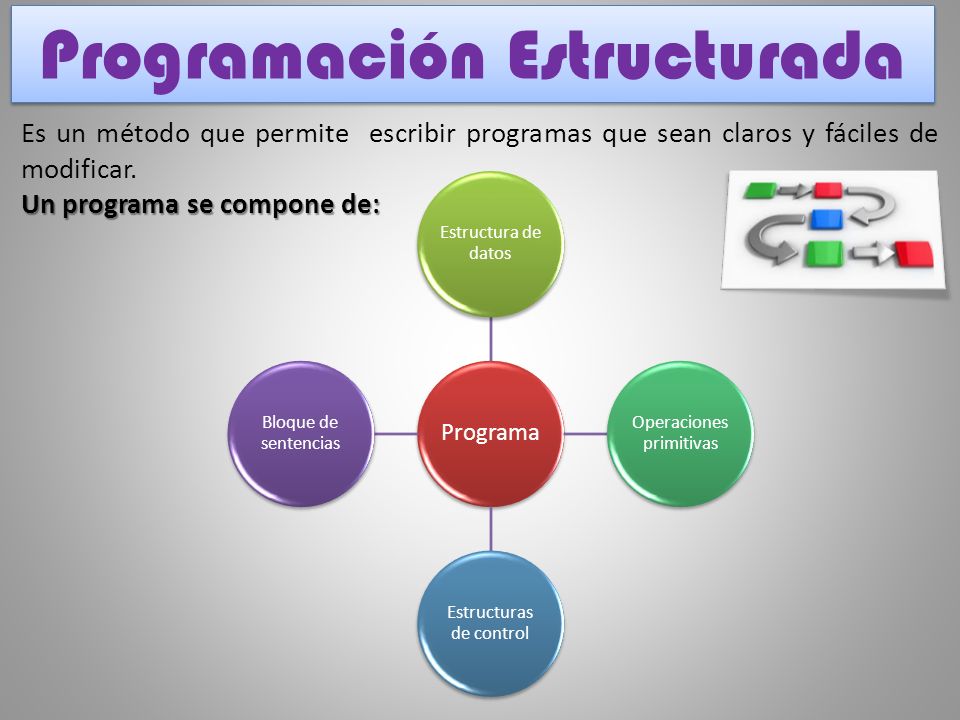 Programación Estructurada
Es un método que permite escribir programas que sean claros y fáciles de
modificar.
Un programa se compone de:
Estructura de
datos
Bloque de
sentencias
Programa
Operaciones
primitivas
Estructuras
de control